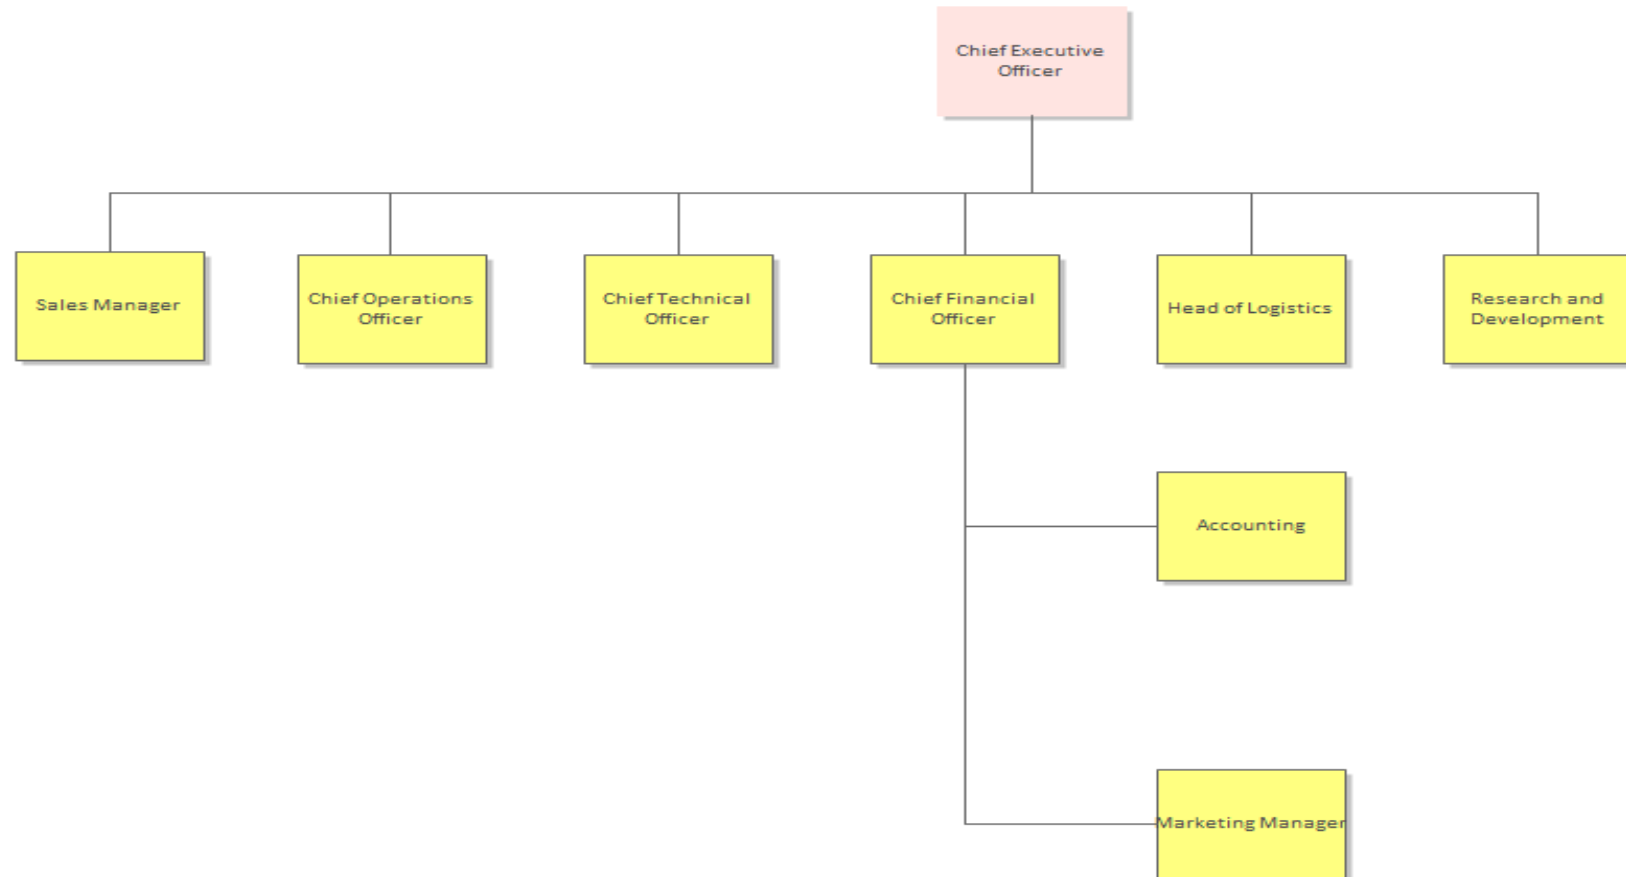 Chief Executive
Officer
Sales Manager
Chief Operations
Officer
Chief Technical
Officer
Chief Financial
Officer
Head of Logistics
Research and
Development
Accounting
Marketing Manager